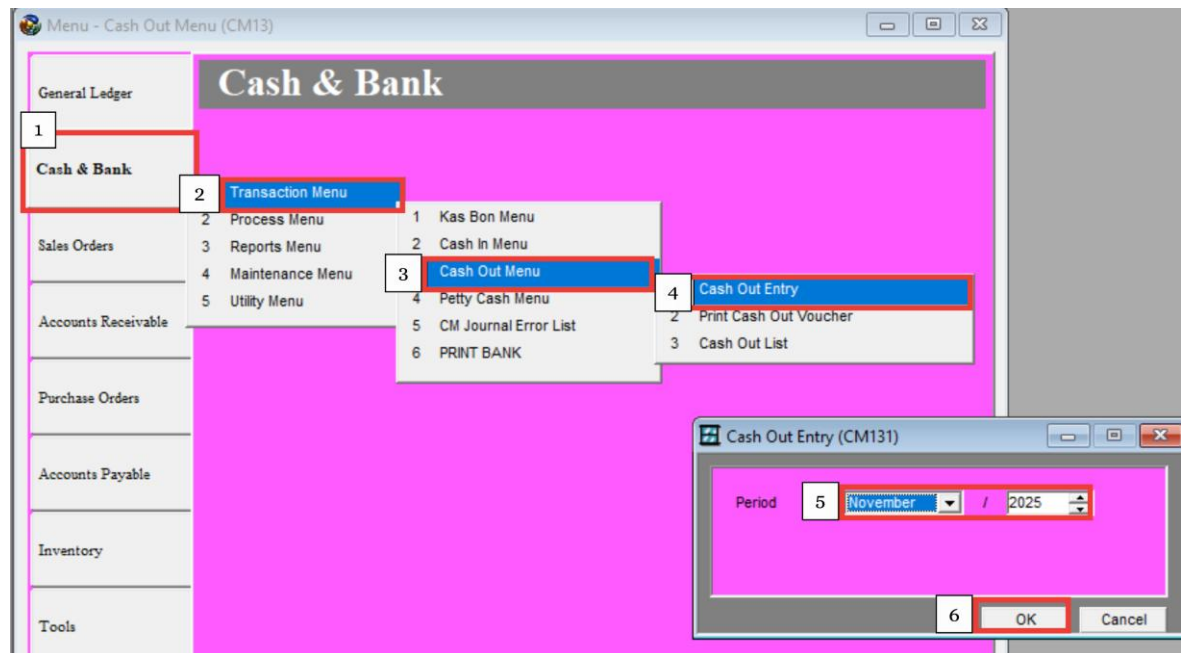 Menu - Cash Out Menu (CM13)
General Ledger
Cash & Bank
1
Cash & Bank
2 Transaction Menu
2 Process Menu
3 Reports Menu
4 Maintenance Menu
5 Utility Menu
1 Kas Bon Menu
2 Cash In Menu
3 Cash Out Menu
4 Petty Cash Menu
5 CM Journal Error List
6 PRINT BANK
4 Cash Out Entry
2 Print Cash Out Voucher
3 Cash Out List
Sales Orders
Accounts Receivable
Purchase Orders
Accounts Payable
Inventory
Tools
Cash Out Entry (CM131)
Period 5 November / 2025
6 OK Cancel